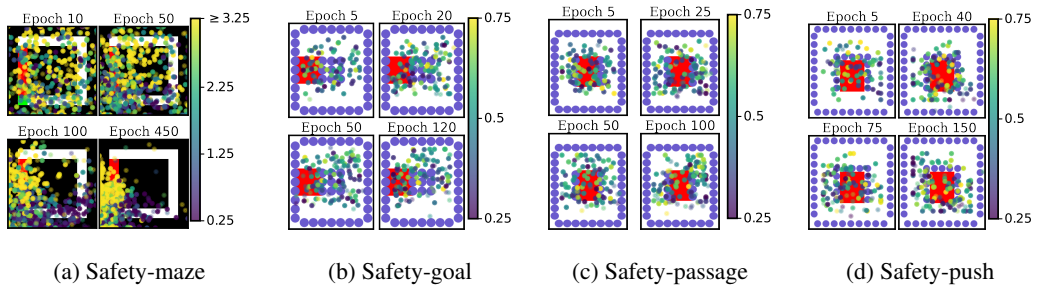 Epoch 10 Epoch 50
≥ 3.25
2.25
1.25
0.25
Epoch 100 Epoch 450
(a) Safety-maze
Epoch 5 Epoch 20
0.75
0.5
0.25
Epoch 50 Epoch 120
(b) Safety-goal
Epoch 5 Epoch 25
0.75
0.5
0.25
Epoch 50 Epoch 100
(c) Safety-passage
Epoch 5 Epoch 40
0.75
0.5
0.25
Epoch 75 Epoch 150
(d) Safety-push